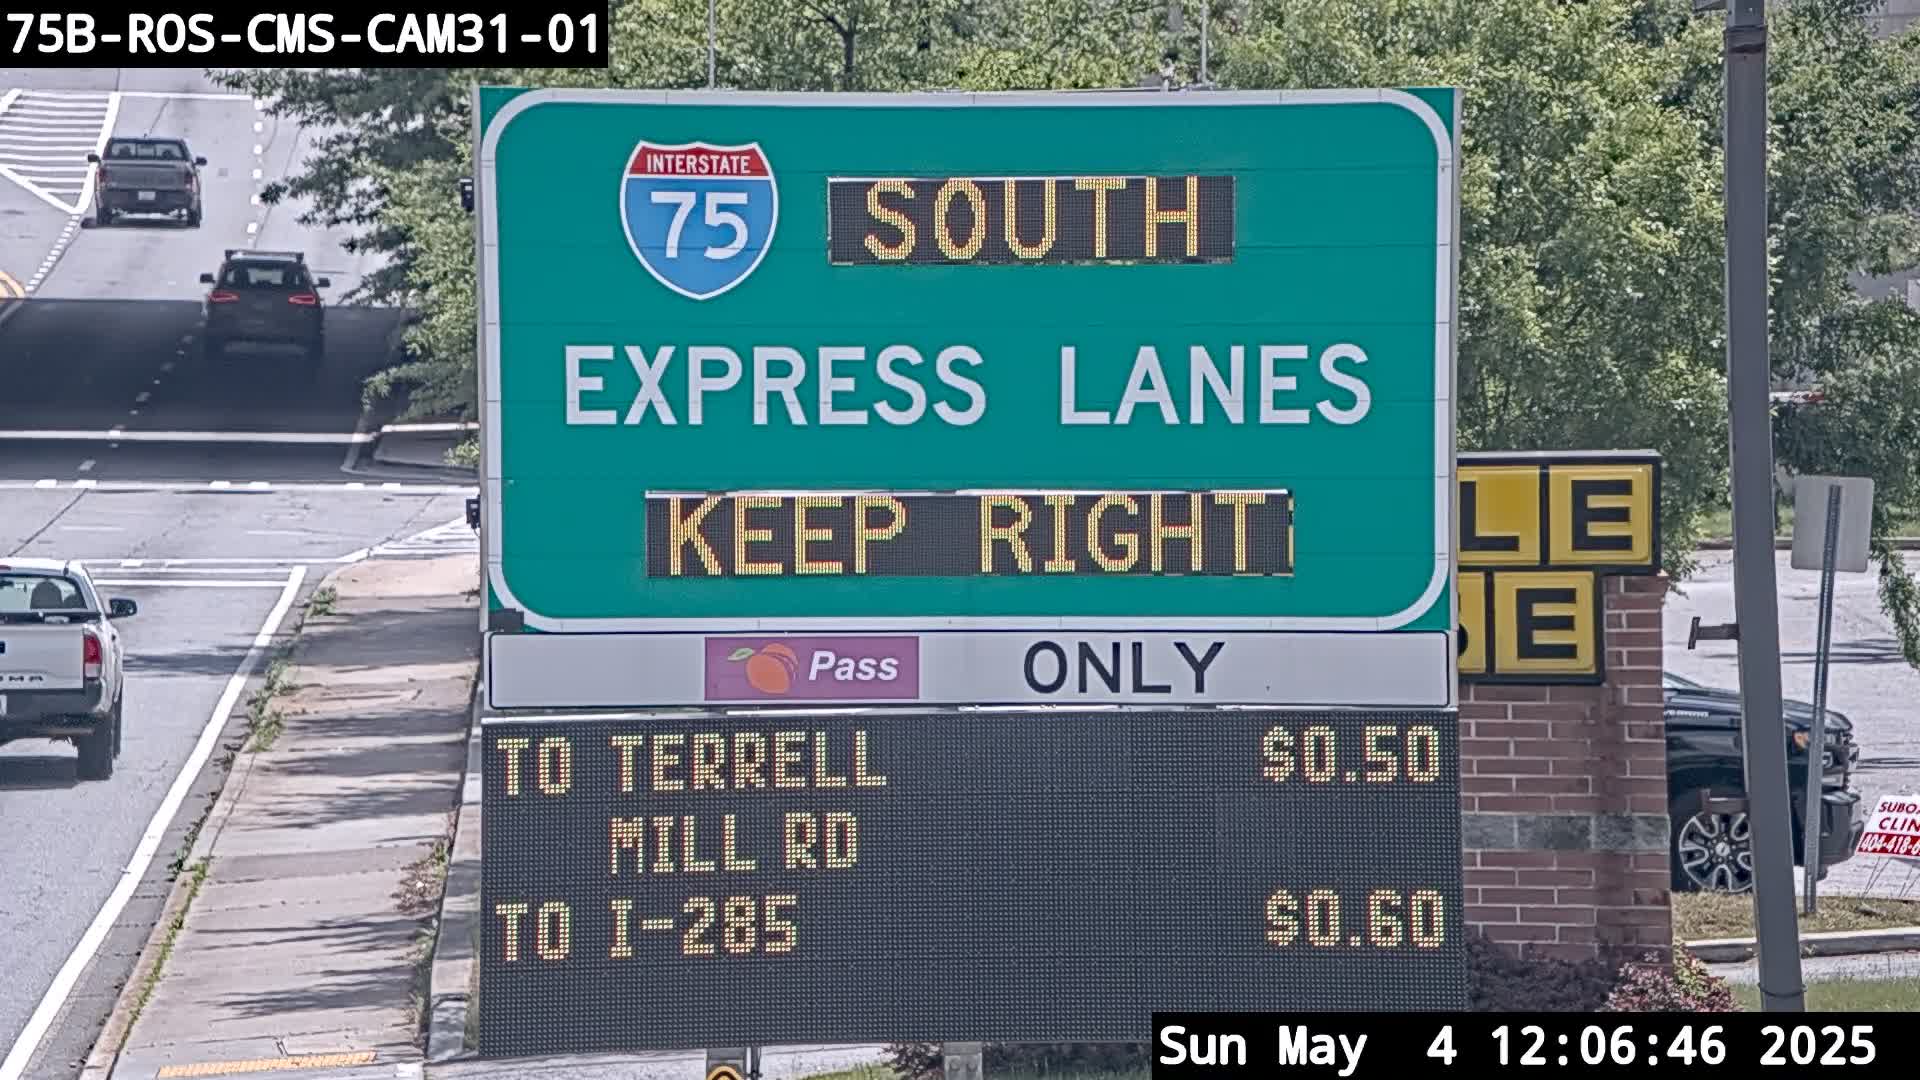 75B-ROS-CMS-CAM31-01
INTERSTATE
75
SOUTH
EXPRESS LANES
KEEP RIGHT
LE
E
Pass ONLY
TO TERRELL $0.50
MILL RD
TO I-285 $0.60
Sun May 4 12:06:46 2025